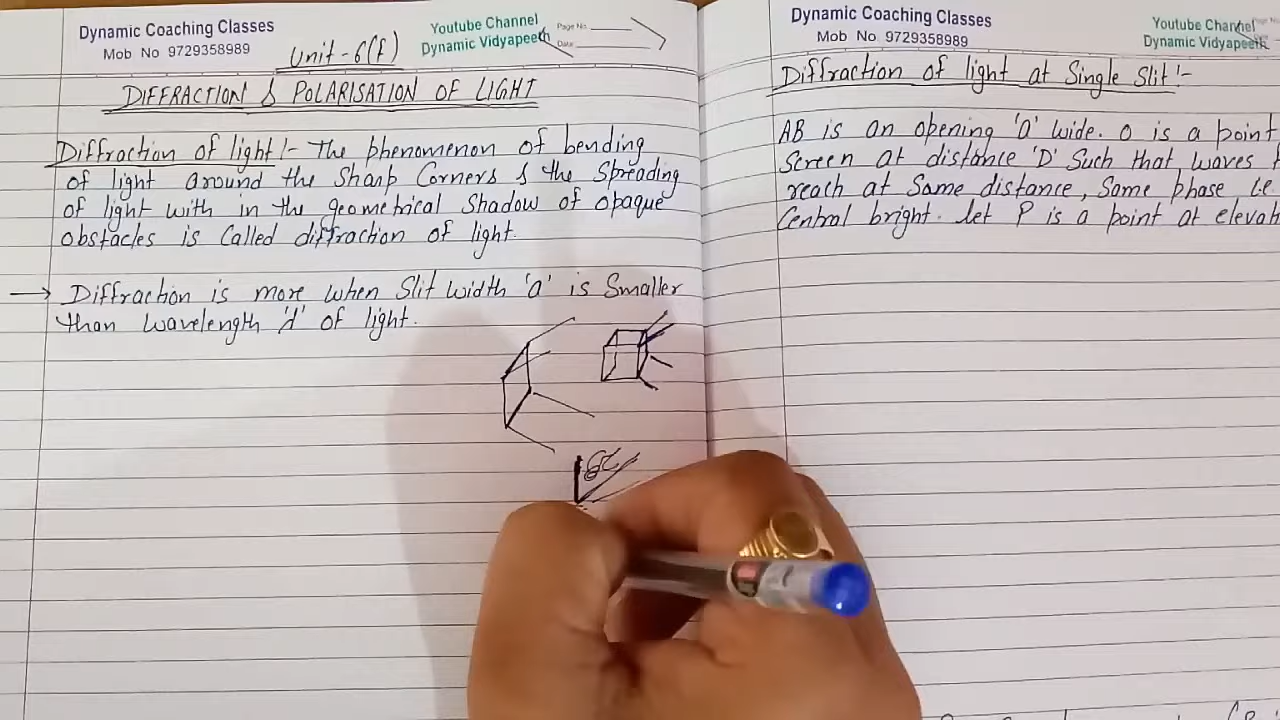 Dynamic Coaching Classes
Mob No 9729358989
Youtube Channel
Dynamic Vidyapeeth
Page No.
Date
Unit-6(F)
DIFFRACTION & POLARISATION OF LIGHT
Diffraction of light :- The phenomenon of bending
of light around the Sharp Corners & the Spreading
of light with in the geometrical Shadow of opaque
obstacles is Called diffraction of light.
→ Diffraction is more when Slit width 'a' is Smaller
than wavelength 'λ' of light.
Dynamic Coaching Classes
Mob No 9729358989
Youtube Channel
Dynamic Vidyapeeth
Diffraction of light at Single Slit :-
AB is an opening 'a' wide. O is a point
Screen at distance 'D' Such that waves
reach at Same distance, Same phase i.e.
Central bright. let P is a point at